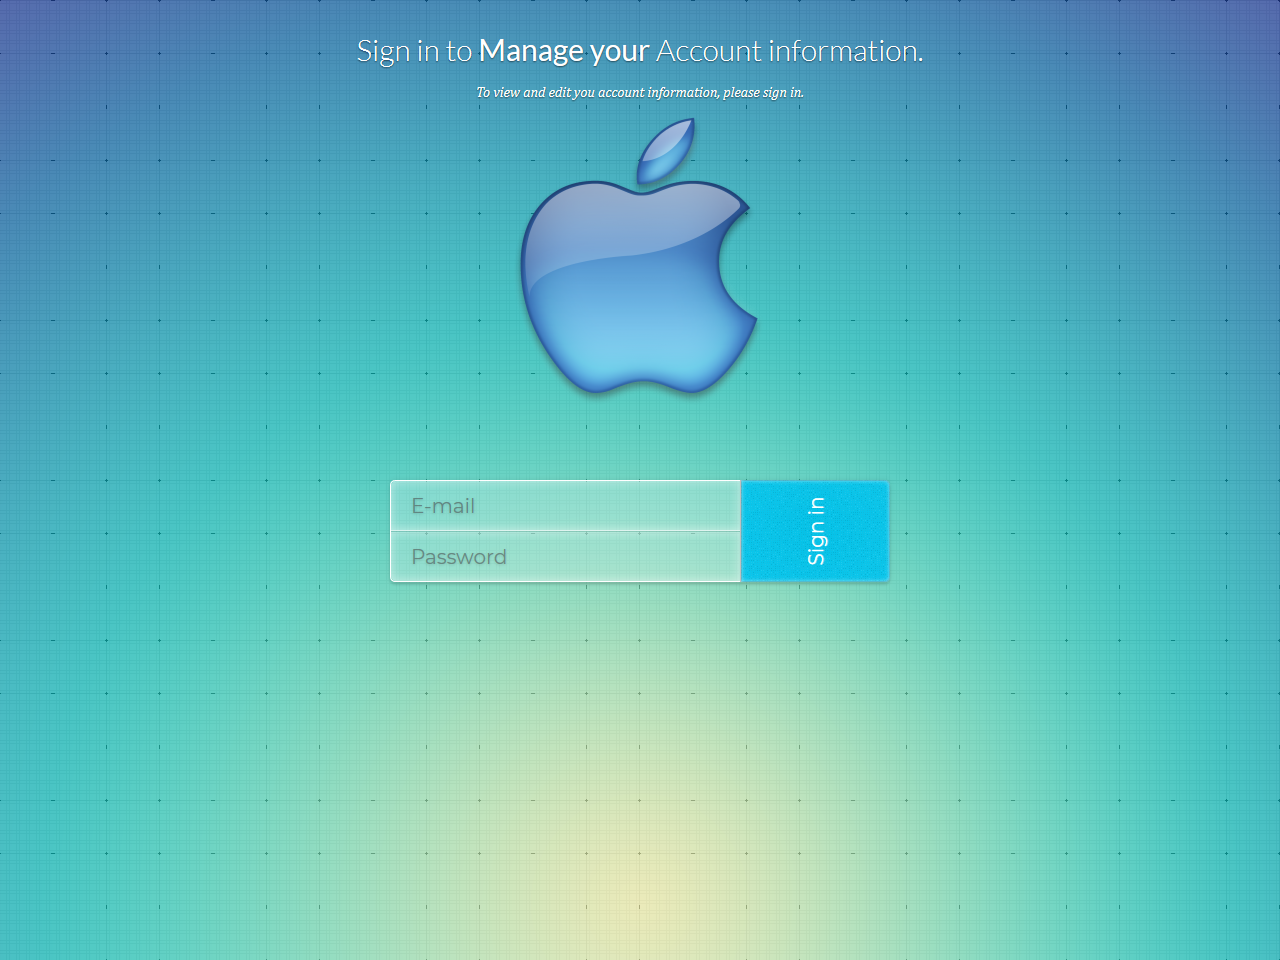 Sign in to Manage your Account information.
To view and edit you account information, please sign in.
E-mail
Password
Sign in